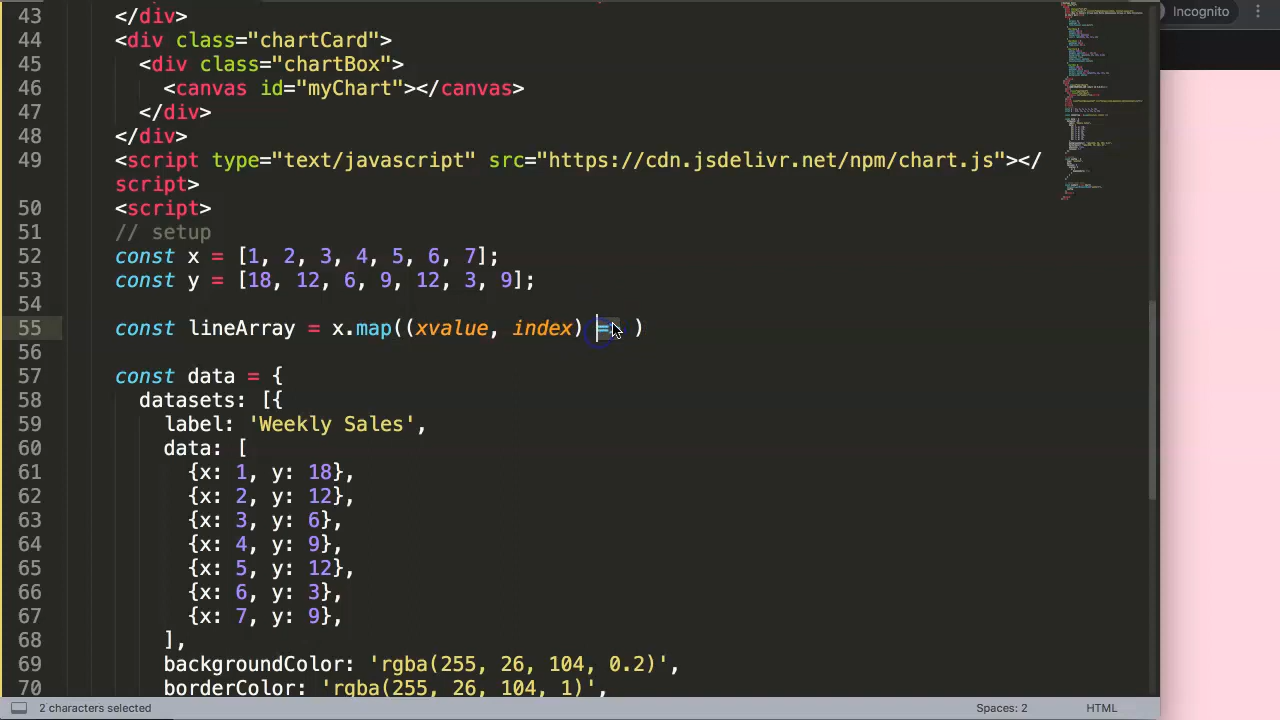 Incognito
43 </div>
44 <div class="chartCard">
45 <div class="chartBox">
46 <canvas id="myChart"></canvas>
47 </div>
48 </div>
49 <script type="text/javascript" src="https://cdn.jsdelivr.net/npm/chart.js"></
script>
50 <script>
51 // setup
52 const x = [1, 2, 3, 4, 5, 6, 7];
53 const y = [18, 12, 6, 9, 12, 3, 9];
54
55 const lineArray = x.map((xvalue, index) => )
56
57 const data = {
58 datasets: [{
59 label: 'Weekly Sales',
60 data: [
61 {x: 1, y: 18},
62 {x: 2, y: 12},
63 {x: 3, y: 6},
64 {x: 4, y: 9},
65 {x: 5, y: 12},
66 {x: 6, y: 3},
67 {x: 7, y: 9},
68 ],
69 backgroundColor: 'rgba(255, 26, 104, 0.2)',
70 borderColor: 'rgba(255, 26, 104, 1)',
2 characters selected
Spaces: 2
HTML